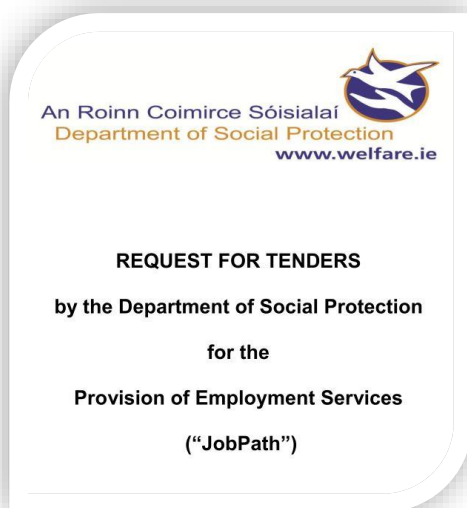 An Roinn Coimirce Sóisialaí
Department of Social Protection
www.welfare.ie
REQUEST FOR TENDERS
by the Department of Social Protection
for the
Provision of Employment Services
(“JobPath”)